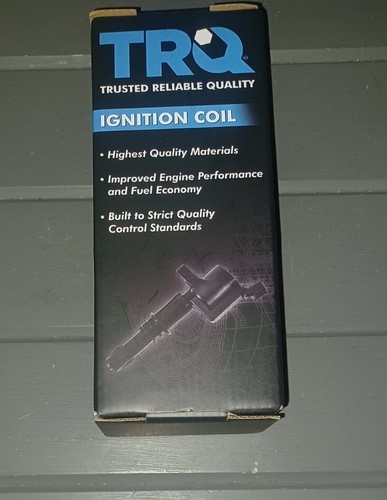 TRQ
TRUSTED RELIABLE QUALITY
IGNITION COIL
• Highest Quality Materials
• Improved Engine Performance
and Fuel Economy
• Built to Strict Quality
Control Standards